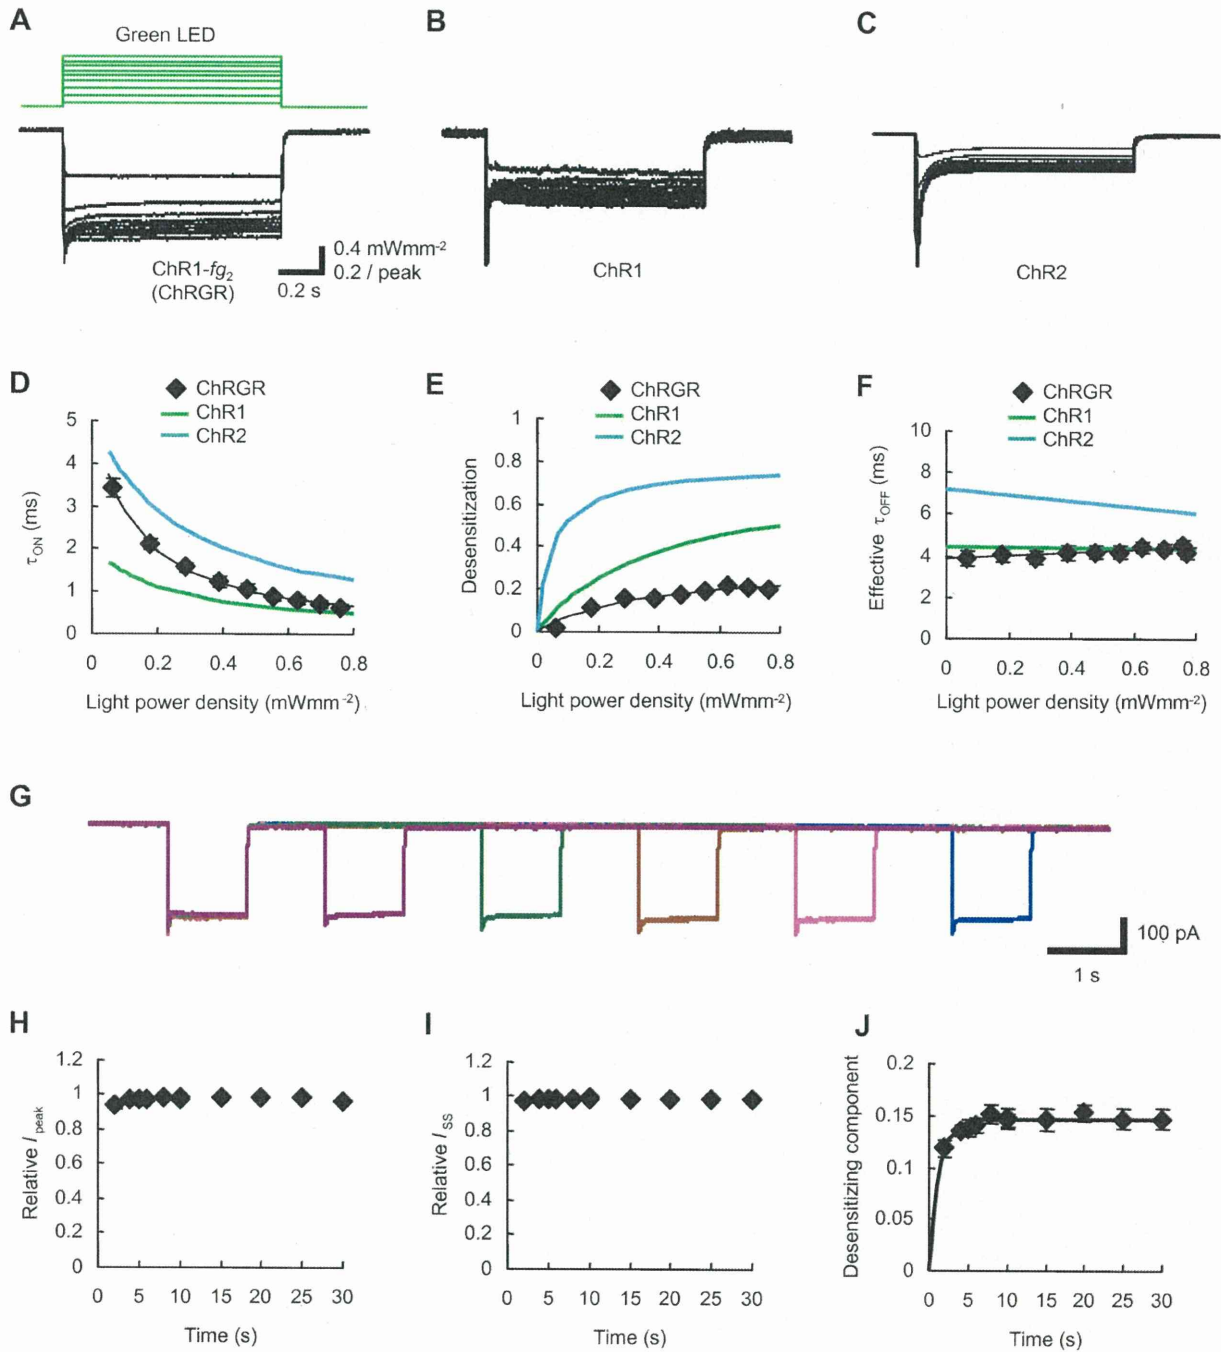 A
B
C
Green LED
ChR1-fg2
(ChRGR)
0.4 mWmm-2
0.2 / peak
0.2 s
ChR1
ChR2
D
ChRGR
ChR1
ChR2
5
4
3
2
1
0
τON (ms)
0 0.2 0.4 0.6 0.8
Light power density (mWmm-2)
E
ChRGR
ChR1
ChR2
1
0.8
0.6
0.4
0.2
0
Desensitization
0 0.2 0.4 0.6 0.8
Light power density (mWmm-2)
F
ChRGR
ChR1
ChR2
10
8
6
4
2
0
Effective τOFF (ms)
0 0.2 0.4 0.6 0.8
Light power density (mWmm-2)
G
100 pA
1 s
H
1.2
1
0.8
0.6
0.4
0.2
0
Relative Ipeak
0 5 10 15 20 25 30
Time (s)
I
1.2
1
0.8
0.6
0.4
0.2
0
Relative ISS
0 5 10 15 20 25 30
Time (s)
J
0.2
0.15
0.1
0.05
0
Desensitizing component
0 5 10 15 20 25 30
Time (s)